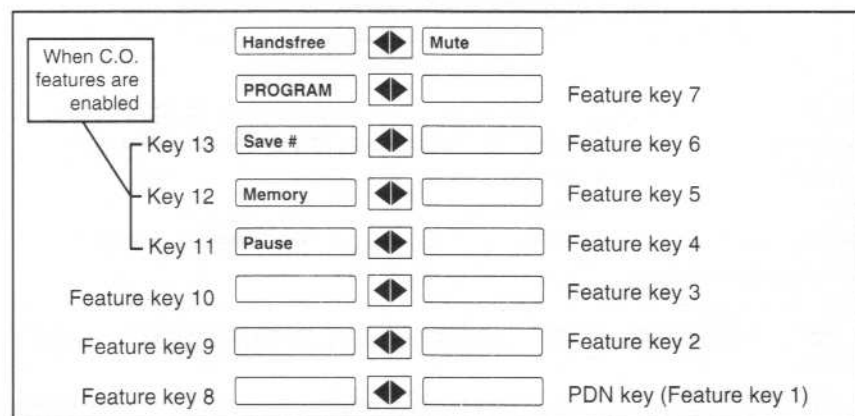 When C.O.
features are
enabled
Handsfree Mute
PROGRAM Feature key 7
Key 13 Save # Feature key 6
Key 12 Memory Feature key 5
Key 11 Pause Feature key 4
Feature key 10 Feature key 3
Feature key 9 Feature key 2
Feature key 8 PDN key (Feature key 1)